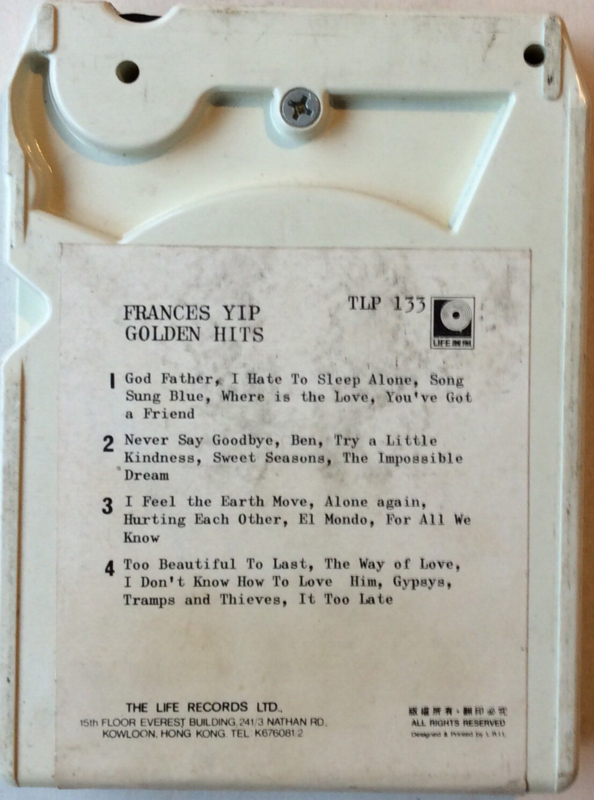 FRANCES YIP
GOLDEN HITS
TLP 133
LIFE
1 God Father, I Hate To Sleep Alone, Song
Sung Blue, Where is the Love, You've Got
a Friend
2 Never Say Goodbye, Ben, Try a Little
Kindness, Sweet Seasons, The Impossible
Dream
3 I Feel the Earth Move, Alone again,
Hurting Each Other, El Mondo, For All We
Know
4 Too Beautiful To Last, The Way of Love,
I Don't Know How To Love Him, Gypsys,
Tramps and Thieves, It Too Late
THE LIFE RECORDS LTD.,
15th FLOOR EVEREST BUILDING, 241/3 NATHAN RD.,
KOWLOON, HONG KONG. TEL K676081 2
版權所有·翻印必究
ALL RIGHTS RESERVED
Designed & Printed by L.R.I.L.